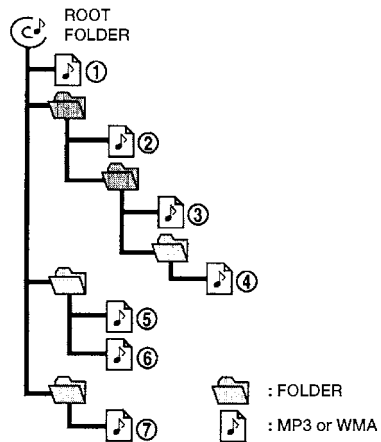 ROOT
FOLDER
①
②
③
④
⑤
⑥
⑦
: FOLDER
: MP3 or WMA